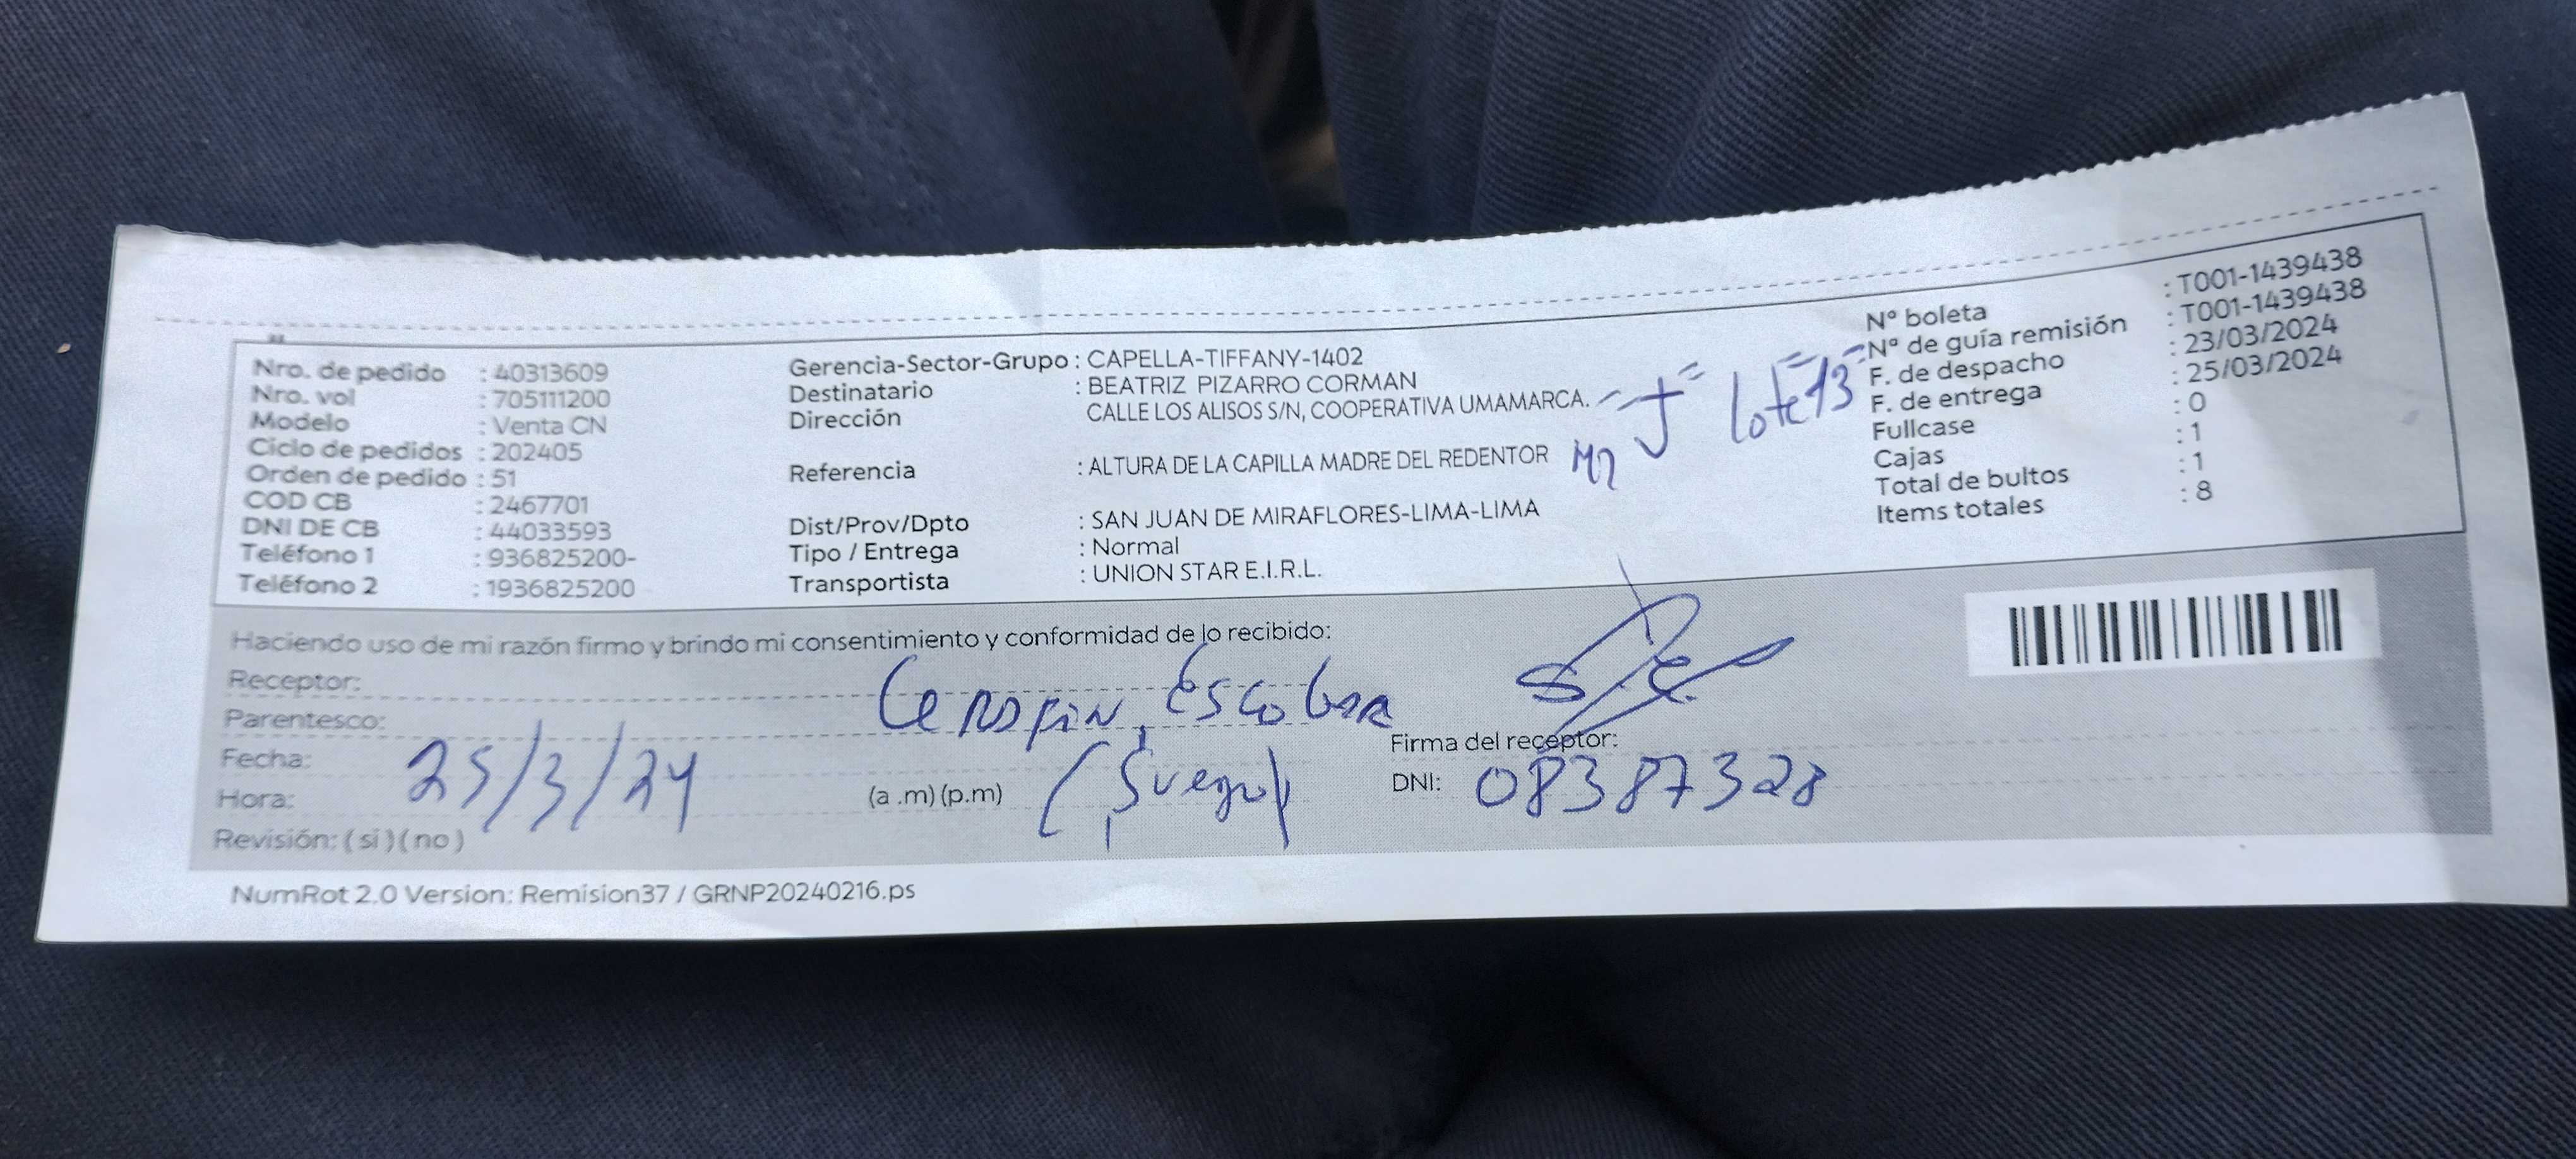 Nro. de pedido : 40313609
Nro. vol : 705111200
Modelo : Venta CN
Ciclo de pedidos : 202405
Orden de pedido : 51
COD CB : 2467701
DNI DE CB : 44033593
Teléfono 1 : 936825200-
Teléfono 2 : 1936825200
Gerencia-Sector-Grupo : CAPELLA-TIFFANY-1402
Destinatario : BEATRIZ PIZARRO CORMAN
Dirección CALLE LOS ALISOS S/N, COOPERATIVA UMAMARCA.
Referencia : ALTURA DE LA CAPILLA MADRE DEL REDENTOR
Mz J Lote 13
Dist/Prov/Dpto : SAN JUAN DE MIRAFLORES-LIMA-LIMA
Tipo / Entrega : Normal
Transportista : UNION STAR E.I.R.L.
Nº boleta : T001-1439438
Nº de guía remisión : T001-1439438
F. de despacho : 23/03/2024
F. de entrega : 25/03/2024
Fullcase : 0
Cajas : 1
Total de bultos : 1
Items totales : 8
Haciendo uso de mi razón firmo y brindo mi consentimiento y conformidad de lo recibido:
Receptor: Escobar
Parentesco: (Suegro)
Fecha: 25/3/24
Hora: (a .m) (p.m)
Revisión: ( si ) ( no )
Firma del receptor:
DNI: 08387328
NumRot 2.0 Version: Remision37 / GRNP20240216.ps